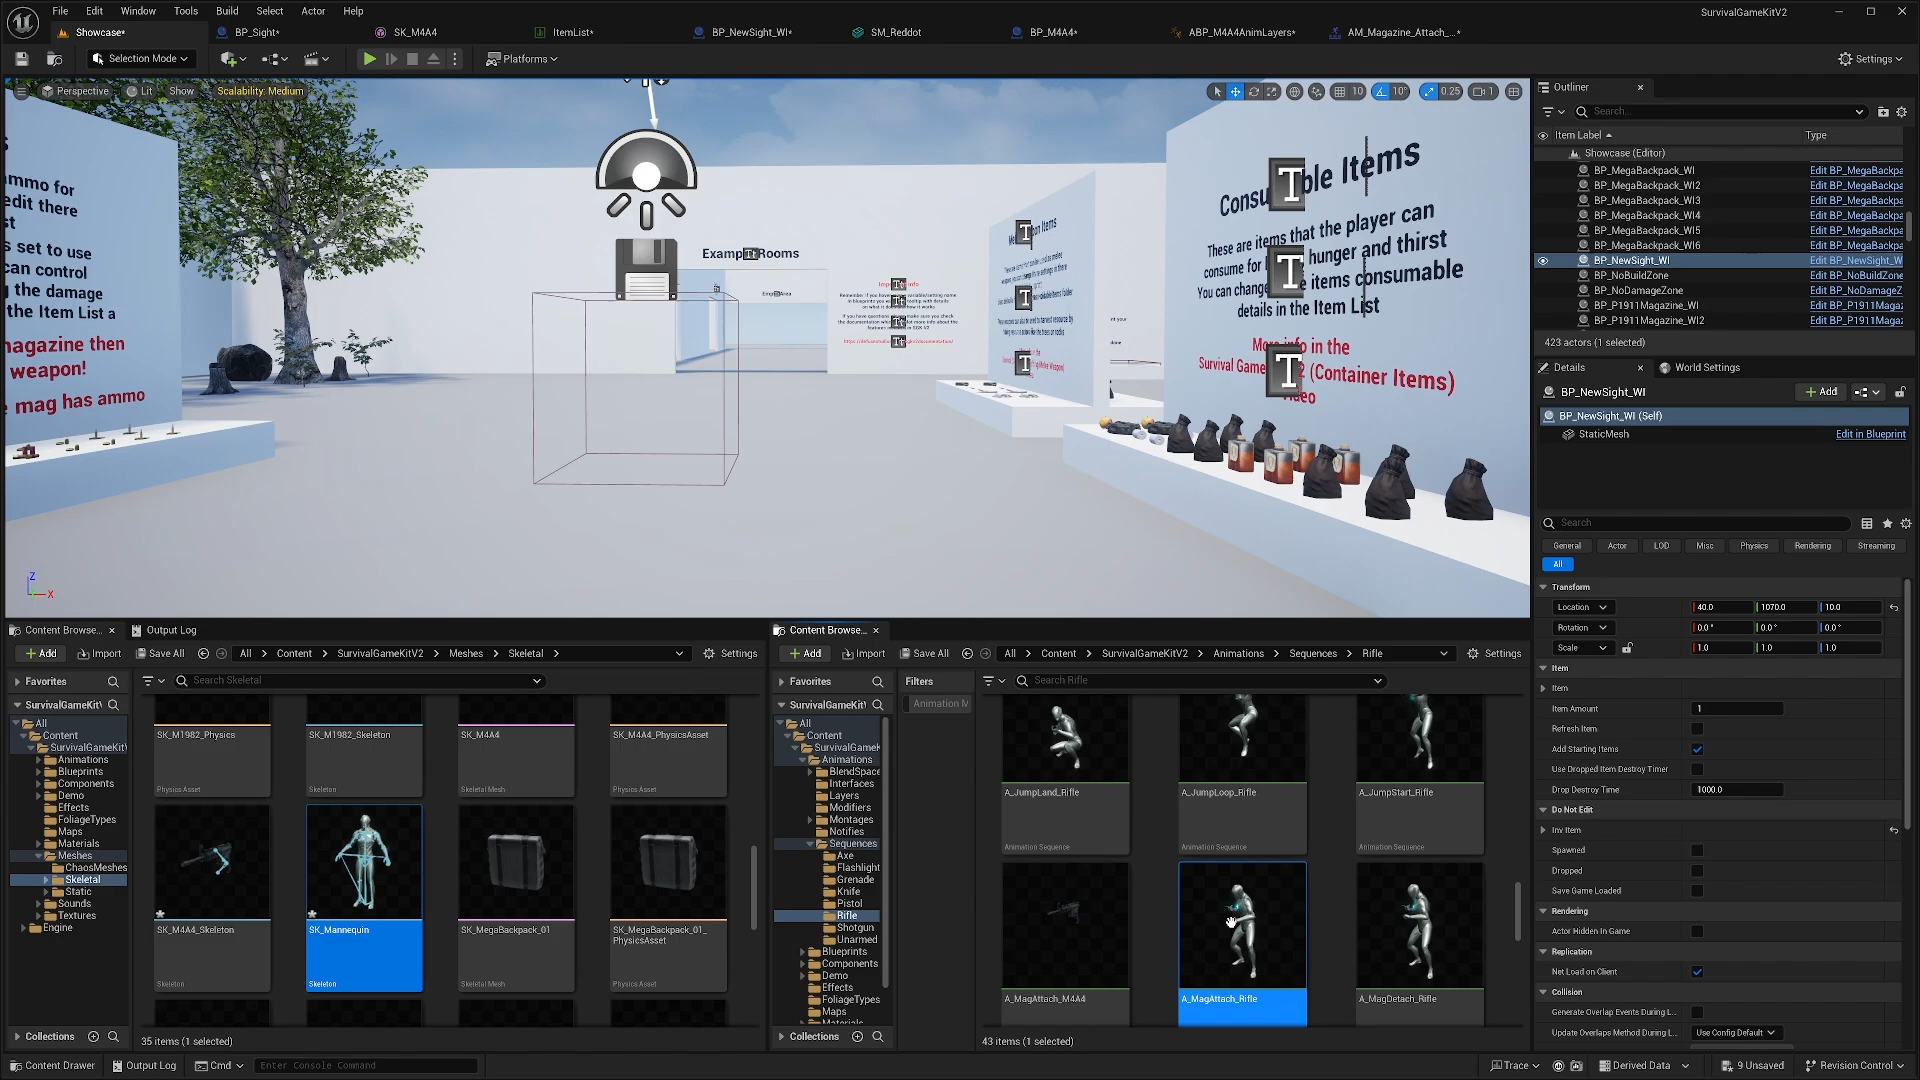 File Edit Window Tools Build Select Actor Help
SurvivalGameKitV2
Showcase*
BP_Sight*
SK_M4A4
ItemList*
BP_NewSight_WI*
SM_Reddot
BP_M4A4*
ABP_M4A4AnimLayers*
AM_Magazine_Attach_...*
Selection Mode
Platforms
Settings
Perspective
Lit
Show
Scalability: Medium
10
10°
0.25
1
ammo for
edit there
s set to use
can control
g the damage
the Item List a
magazine then
weapon!
e mag has ammo
Rooms
Items
These are items that the player can
consume for hunger and thirst
You can change items consumable
details in the Item List
More info in the
Survival Game 2 (Container Items)
Video
Z
X
Outliner
Search...
Item Label
Type
Showcase (Editor)
BP_MegaBackpack_WI Edit BP_MegaBackpa
BP_MegaBackpack_WI2 Edit BP_MegaBackpa
BP_MegaBackpack_WI3 Edit BP_MegaBackpa
BP_MegaBackpack_WI4 Edit BP_MegaBackpa
BP_MegaBackpack_WI5 Edit BP_MegaBackpa
BP_MegaBackpack_WI6 Edit BP_MegaBackpa
BP_NewSight_WI Edit BP_NewSight_W
BP_NoBuildZone Edit BP_NoBuildZone
BP_NoDamageZone Edit BP_NoDamageZ
BP_P1911Magazine_WI Edit BP_P1911Magaz
BP_P1911Magazine_WI2 Edit BP_P1911Magaz
423 actors (1 selected)
Details
World Settings
BP_NewSight_WI
Add
BP_NewSight_WI (Self)
StaticMesh
Edit in Blueprint
Search
General Actor LOD Misc Physics Rendering Streaming
All
Transform
Location 40.0 1070.0 10.0
Rotation 0.0° 0.0° 0.0°
Scale 1.0 1.0 1.0
Item
Item
Item Amount 1
Refresh Item
Add Starting Items
Use Dropped Item Destroy Timer
Drop Destroy Time 1000.0
Do Not Edit
Inv Item
Spawned
Dropped
Save Game Loaded
Rendering
Actor Hidden In Game
Replication
Net Load on Client
Collision
Generate Overlap Events During L...
Update Overlaps Method During L... Use Config Default
Content Browse...
Output Log
Add
Import
Save All
All > Content > SurvivalGameKitV2 > Meshes > Skeletal >
Settings
Favorites
Search Skeletal
SurvivalGameKitV
All
Content
SurvivalGameKitV
Animations
Blueprints
Components
Demo
Effects
FoliageTypes
Maps
Materials
Meshes
ChaosMeshes
Skeletal
Static
Sounds
Textures
Engine
Collections
SK_M1982_Physics
Physics Asset
SK_M1982_Skeleton
Skeleton
SK_M4A4
Skeletal Mesh
SK_M4A4_PhysicsAsset
Physics Asset
SK_M4A4_Skeleton
Skeleton
SK_Mannequin
Skeleton
SK_MegaBackpack_01
Skeletal Mesh
SK_MegaBackpack_01_
PhysicsAsset
Physics Asset
35 items (1 selected)
Content Browse...
Add
Import
Save All
All > Content > SurvivalGameKitV2 > Animations > Sequences > Rifle
Settings
Favorites
Filters
Animation M
Search Rifle
SurvivalGameKitV
All
Content
SurvivalGameK
Animations
BlendSpace
Interfaces
Layers
Modifiers
Montages
Notifies
Sequences
Axe
Flashlight
Grenade
Knife
Pistol
Rifle
Shotgun
Unarmed
Blueprints
Components
Demo
Effects
FoliageTypes
Maps
Materials
Collections
A_JumpLand_Rifle
Animation Sequence
A_JumpLoop_Rifle
Animation Sequence
A_JumpStart_Rifle
Animation Sequence
A_MagAttach_M4A4
A_MagAttach_Rifle
A_MagDetach_Rifle
43 items (1 selected)
Content Drawer
Output Log
Cmd
Enter Console Command
Trace
Derived Data
9 Unsaved
Revision Control